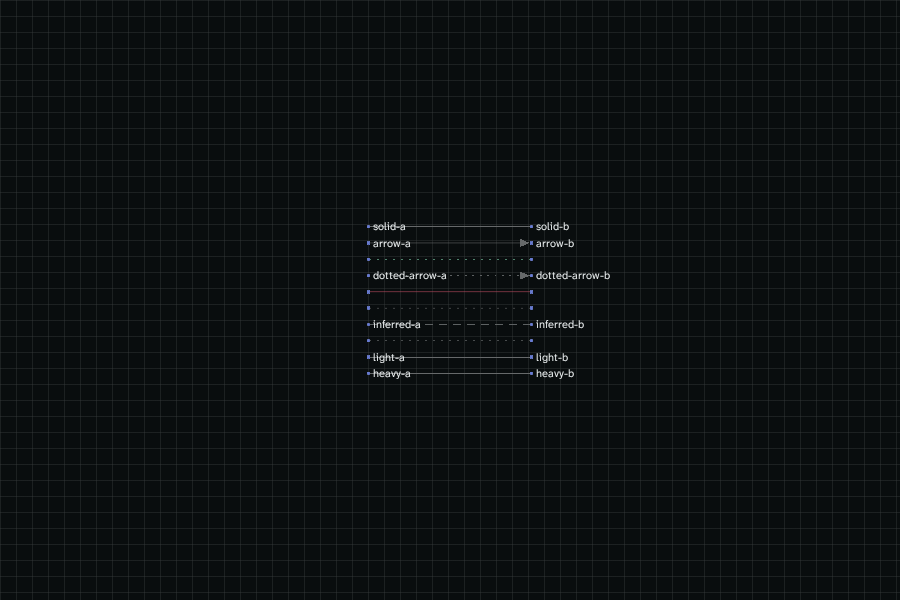 solid-a solid-b
arrow-a arrow-b
dotted-arrow-a dotted-arrow-b
inferred-a inferred-b
light-a light-b
heavy-a heavy-b